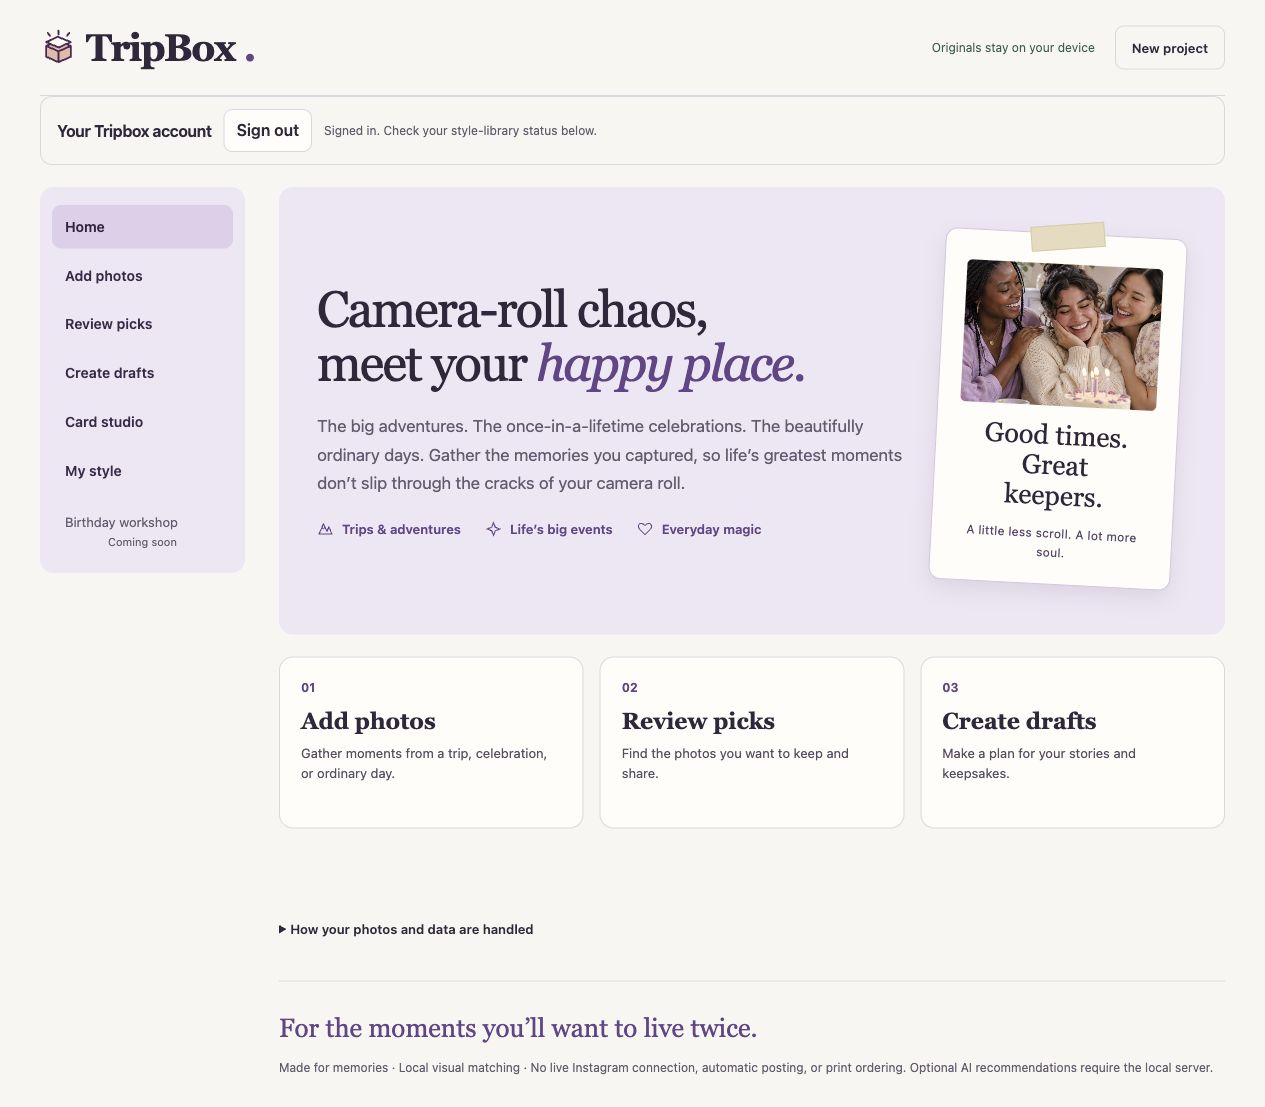 TripBox.
Originals stay on your device
New project
Your Tripbox account
Sign out
Signed in. Check your style-library status below.
Home
Add photos
Review picks
Create drafts
Card studio
My style
Birthday workshop
Coming soon
Camera-roll chaos,
meet your happy place.
The big adventures. The once-in-a-lifetime celebrations. The beautifully
ordinary days. Gather the memories you captured, so life’s greatest moments
don’t slip through the cracks of your camera roll.
Trips & adventures
Life’s big events
Everyday magic
Good times.
Great
keepers.
A little less scroll. A lot more
soul.
01
Add photos
Gather moments from a trip, celebration,
or ordinary day.
02
Review picks
Find the photos you want to keep and
share.
03
Create drafts
Make a plan for your stories and
keepsakes.
How your photos and data are handled
For the moments you’ll want to live twice.
Made for memories · Local visual matching · No live Instagram connection, automatic posting, or print ordering. Optional AI recommendations require the local server.